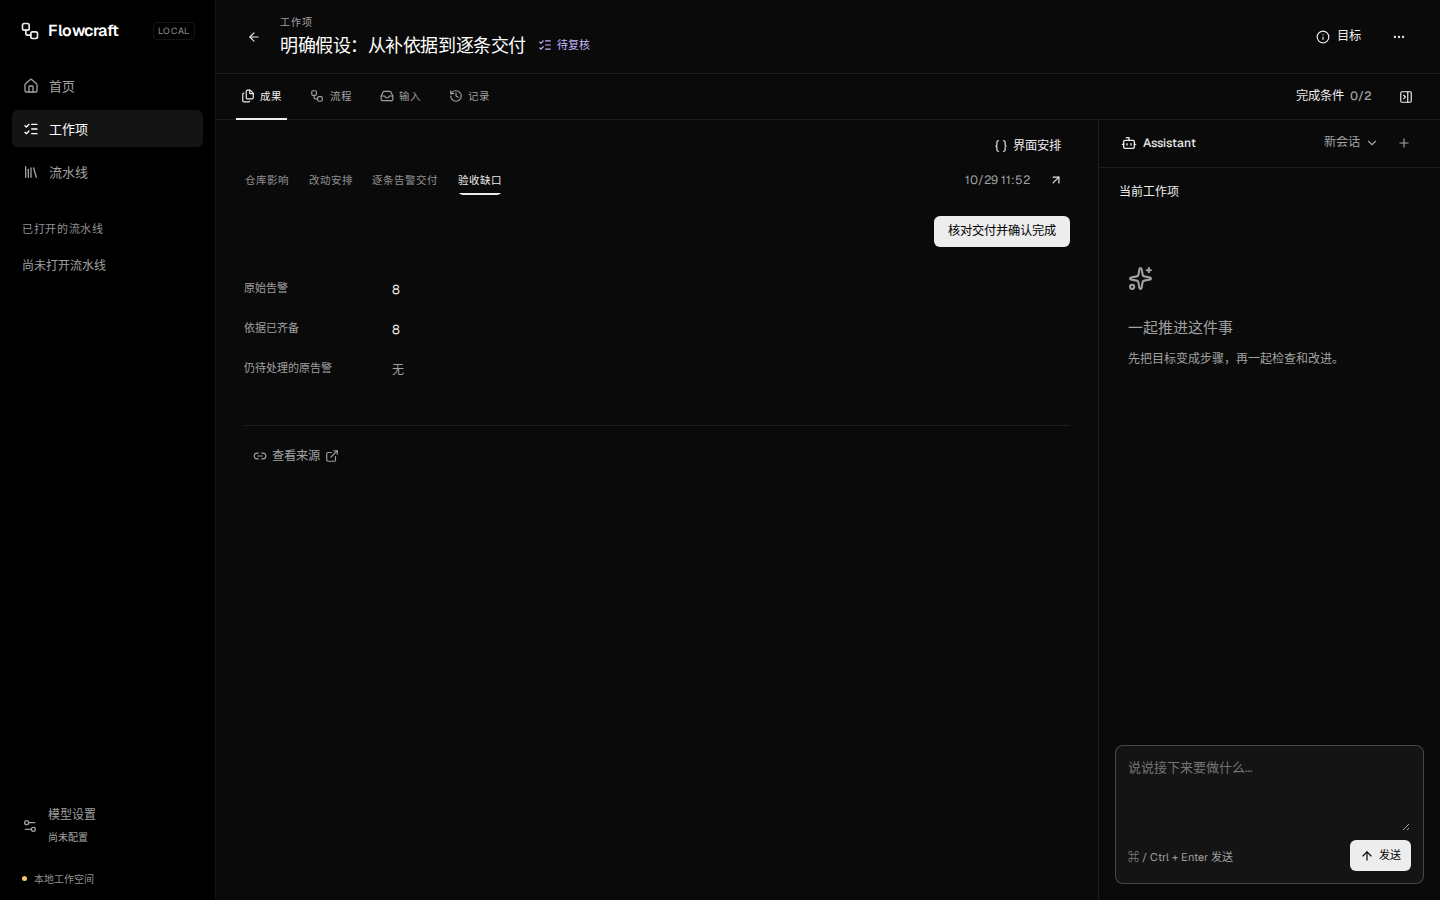 Flowcraft
LOCAL
首页
工作项
流水线
已打开的流水线
尚未打开流水线
模型设置
尚未配置
本地工作空间
工作项
明确假设：从补依据到逐条交付
待复核
目标
成果
流程
输入
记录
完成条件 0/2
界面安排
仓库影响
改动安排
逐条告警交付
验收缺口
10/29 11:52
核对交付并确认完成
原始告警
8
依据已齐备
8
仍待处理的原告警
无
查看来源
Assistant
新会话
当前工作项
一起推进这件事
先把目标变成步骤，再一起检查和改进。
说说接下来要做什么...
⌘ / Ctrl + Enter 发送
发送